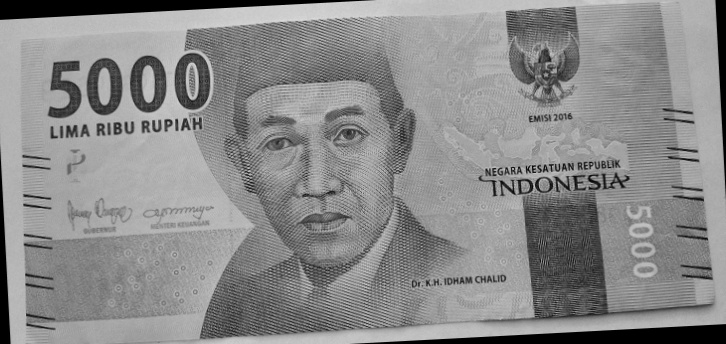 5000
LIMA RIBU RUPIAH
GUBERNUR
MENTERI KEUANGAN
EMISI 2016
NEGARA KESATUAN REPUBLIK
INDONESIA
Dr. K.H. IDHAM CHALID
5000